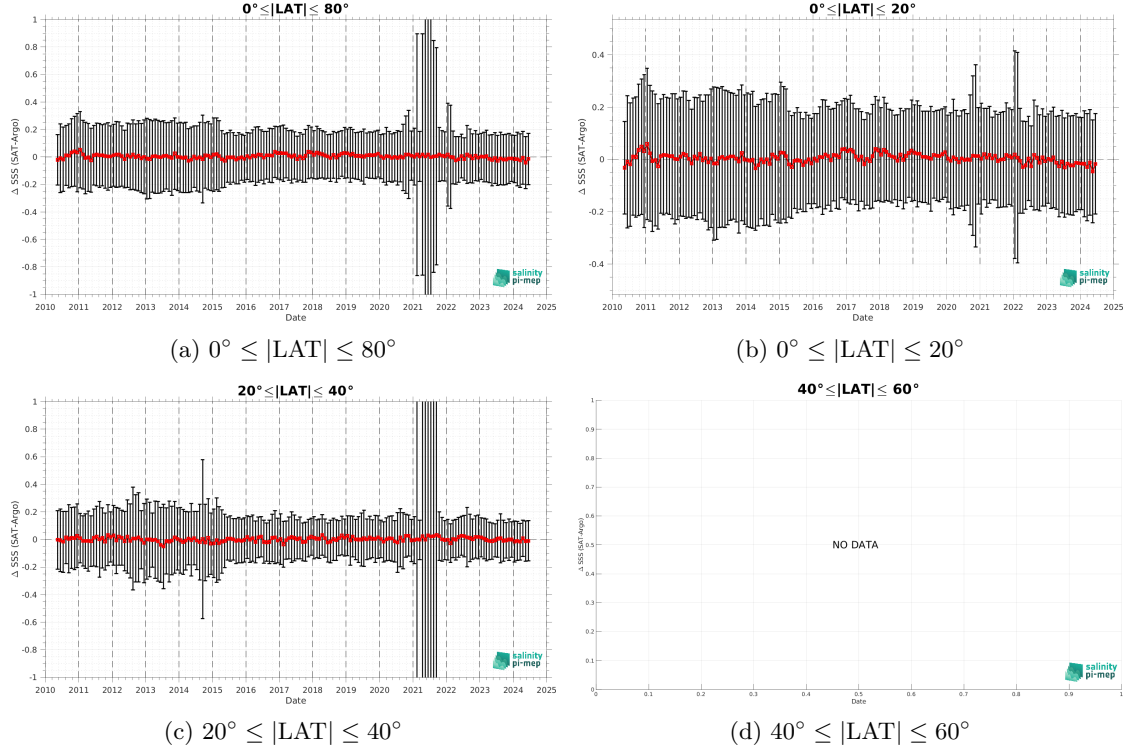 0°≤|LAT|≤ 80°
1
0.8
0.6
0.4
0.2
0
-0.2
-0.4
-0.6
-0.8
-1
Δ SSS (SAT-Argo)
2010 2011 2012 2013 2014 2015 2016 2017 2018 2019 2020 2021 2022 2023 2024 2025
Date
salinity
pi-mep
(a) 0° ≤ |LAT| ≤ 80°
0°≤|LAT|≤ 20°
0.4
0.2
0
-0.2
-0.4
Δ SSS (SAT-Argo)
2010 2011 2012 2013 2014 2015 2016 2017 2018 2019 2020 2021 2022 2023 2024 2025
Date
salinity
pi-mep
(b) 0° ≤ |LAT| ≤ 20°
20°≤|LAT|≤ 40°
1
0.8
0.6
0.4
0.2
0
-0.2
-0.4
-0.6
-0.8
-1
Δ SSS (SAT-Argo)
2010 2011 2012 2013 2014 2015 2016 2017 2018 2019 2020 2021 2022 2023 2024 2025
Date
salinity
pi-mep
(c) 20° ≤ |LAT| ≤ 40°
40°≤|LAT|≤ 60°
1
0.9
0.8
0.7
0.6
0.5
0.4
0.3
0.2
0.1
0
Δ SSS (SAT-Argo)
NO DATA
0 0.1 0.2 0.3 0.4 0.5 0.6 0.7 0.8 0.9 1
Date
salinity
pi-mep
(d) 40° ≤ |LAT| ≤ 60°